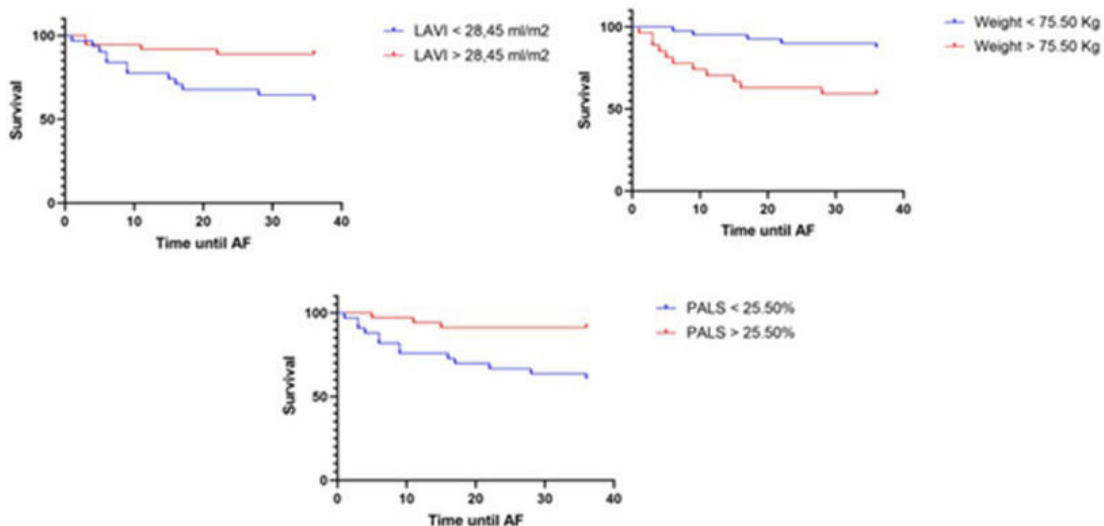 LAVI < 28,45 ml/m2
LAVI > 28,45 ml/m2
100
50
0
Survival
0 10 20 30 40
Time until AF
Weight < 75.50 Kg
Weight > 75.50 Kg
100
50
0
Survival
0 10 20 30 40
Time until AF
PALS < 25.50%
PALS > 25.50%
100
50
0
Survival
0 10 20 30 40
Time until AF